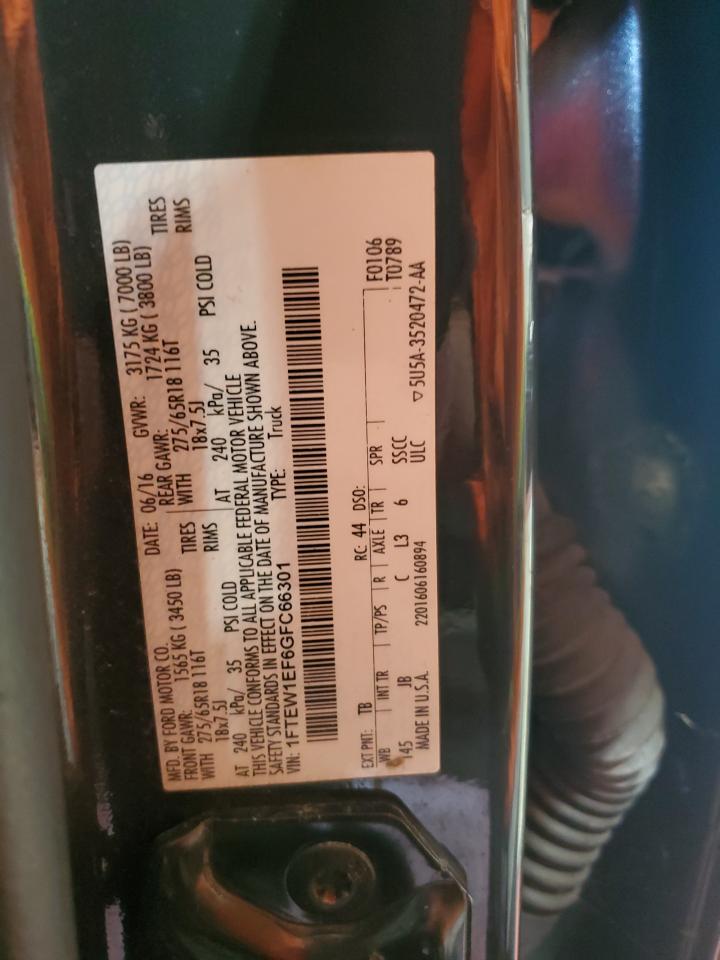 MFD. BY FORD MOTOR CO.
DATE: 06/16 GVWR: 3175 KG ( 7000 LB)
FRONT GAWR: 1565 KG ( 3450 LB) REAR GAWR: 1724 KG ( 3800 LB)
WITH 275/65R18 116T TIRES WITH 275/65R18 116T TIRES
18x7.5J RIMS 18x7.5J RIMS
AT 240 kPa/ 35 PSI COLD AT 240 kPa/ 35 PSI COLD
THIS VEHICLE CONFORMS TO ALL APPLICABLE FEDERAL MOTOR VEHICLE
SAFETY STANDARDS IN EFFECT ON THE DATE OF MANUFACTURE SHOWN ABOVE.
VIN: 1FTEW1EF6GFC66301 TYPE: Truck
EXT PNT: TB RC: 44 DSO: F0106
WB INT TR TP/PS R AXLE TR SPR T0789
145 JB C L3 6 SSCC
MADE IN U.S.A. 2201606160894 ULC ▽5U5A-3520472-AA